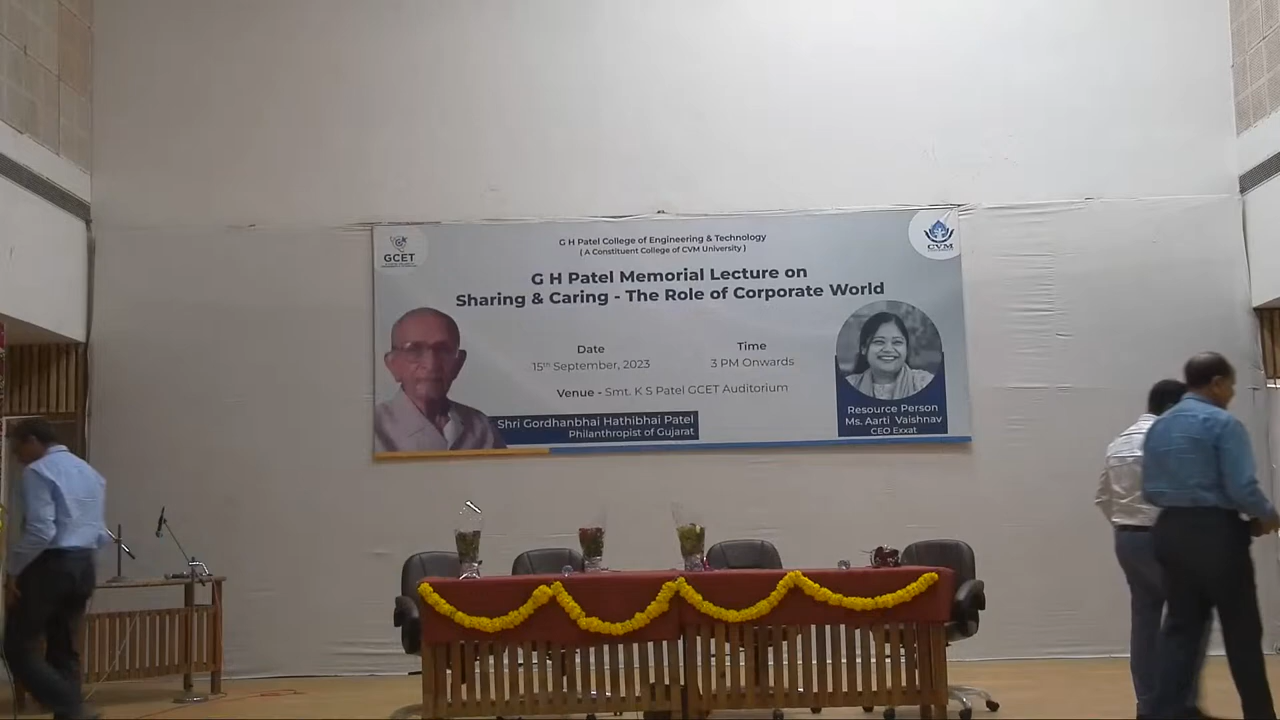 G H Patel College of Engineering & Technology
( A Constituent College of CVM University )
GCET
CVM
G H Patel Memorial Lecture on
Sharing & Caring - The Role of Corporate World
Date
15th September, 2023
Time
3 PM Onwards
Venue - Smt. K S Patel GCET Auditorium
Shri Gordhanbhai Hathibhai Patel
Philanthropist of Gujarat
Resource Person
Ms. Aarti Vaishnav
CEO Exxat